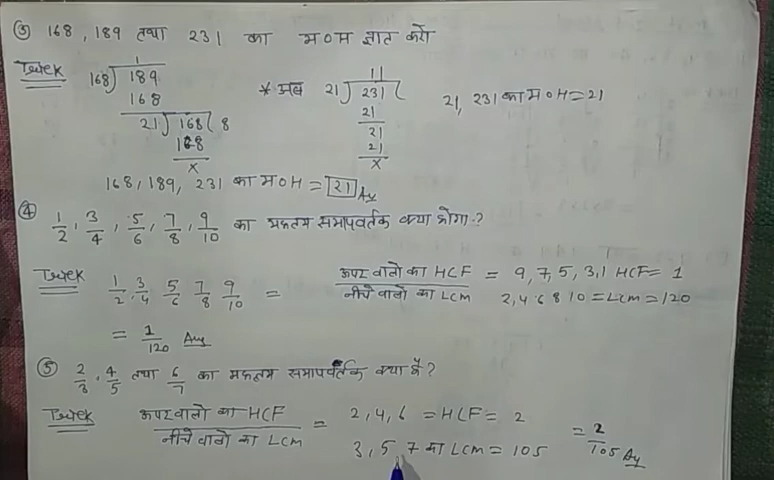 ③ 168, 189 तथा 231 का म०म ज्ञात करो
Trick
1
168) 189
168
21) 168 ( 8
168
x
* अब
11
21) 231 (
21
21
21
x
21, 231 का म०म = 21
168, 189, 231 का म०म = 21 Ans
④ 1/2, 3/4, 5/6, 7/8, 9/10 का महत्तम समापवर्तक क्या होगा?
Trick 1/2, 3/4 5/6 7/8 9/10 = ऊपर वालो का HCF / नीचे वालो का LCM = 9, 7, 5, 3, 1 HCF = 1
2, 4 6 8 10 = LCM = 120
= 1/120 Ans
⑤ 2/3, 4/5 तथा 6/7 का महत्तम समापवर्तक क्या है?
Trick ऊपर वालो का HCF / नीचे वालो का LCM = 2, 4, 6 = HCF = 2
3, 5 7 का LCM = 105
= 2/105 Ans